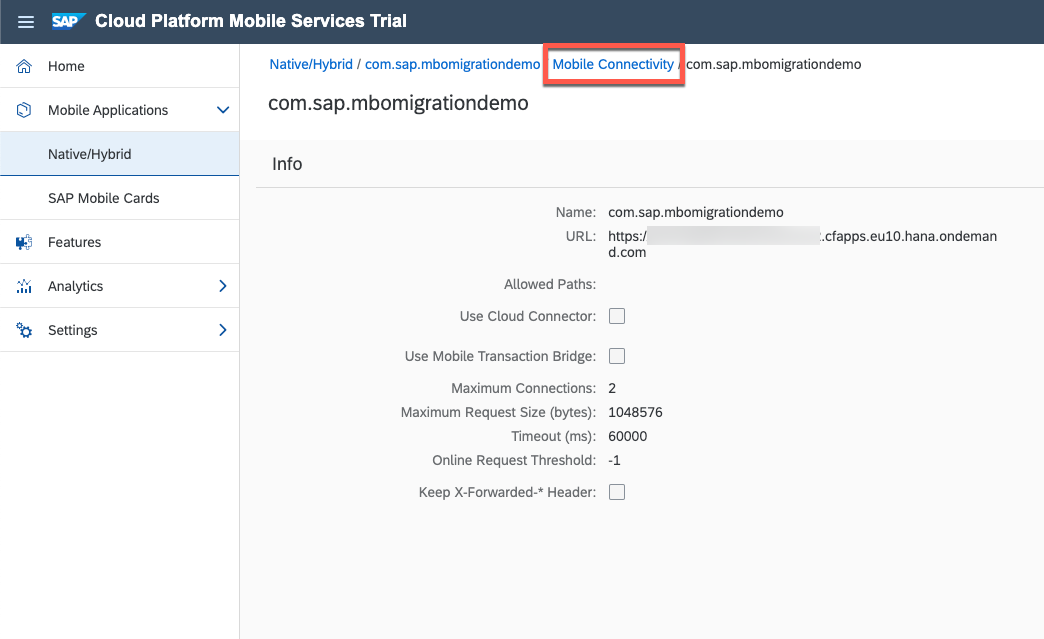 SAP Cloud Platform Mobile Services Trial
Home
Mobile Applications
Native/Hybrid
SAP Mobile Cards
Features
Analytics
Settings
Native/Hybrid / com.sap.mbomigrationdemo / Mobile Connectivity / com.sap.mbomigrationdemo
com.sap.mbomigrationdemo
Info
Name: com.sap.mbomigrationdemo
URL: https:/ .cfapps.eu10.hana.ondeman
d.com
Allowed Paths:
Use Cloud Connector:
Use Mobile Transaction Bridge:
Maximum Connections: 2
Maximum Request Size (bytes): 1048576
Timeout (ms): 60000
Online Request Threshold: -1
Keep X-Forwarded-* Header: